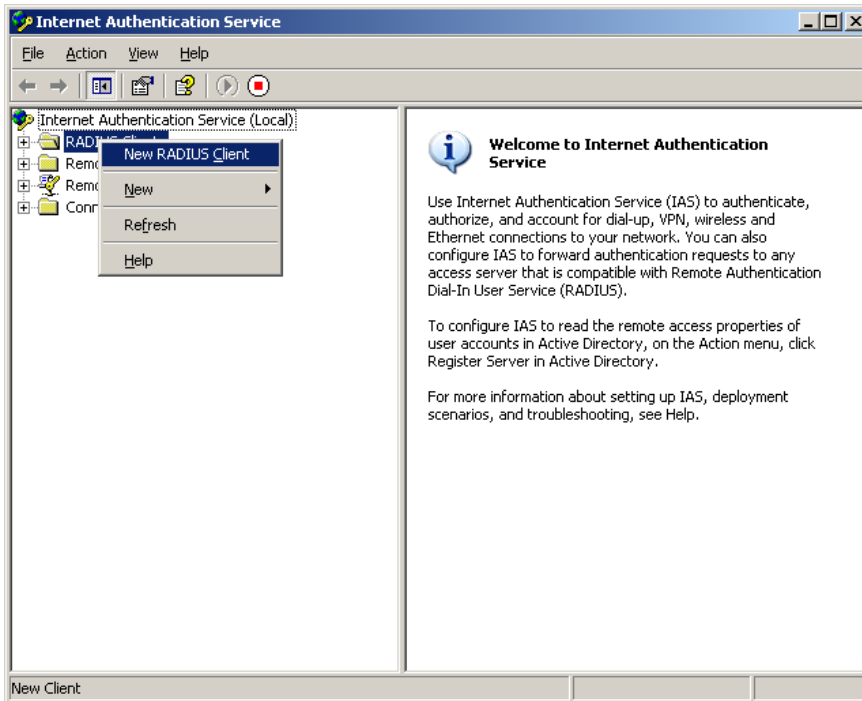 Internet Authentication Service
File Action View Help
Internet Authentication Service (Local)
New RADIUS Client
New
Refresh
Help
Welcome to Internet Authentication
Service
Use Internet Authentication Service (IAS) to authenticate,
authorize, and account for dial-up, VPN, wireless and
Ethernet connections to your network. You can also
configure IAS to forward authentication requests to any
access server that is compatible with Remote Authentication
Dial-In User Service (RADIUS).
To configure IAS to read the remote access properties of
user accounts in Active Directory, on the Action menu, click
Register Server in Active Directory.
For more information about setting up IAS, deployment
scenarios, and troubleshooting, see Help.
New Client